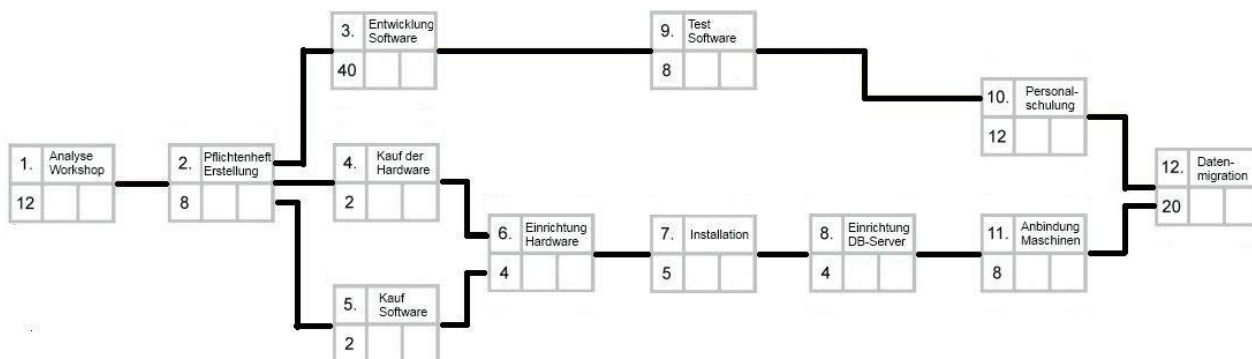 3. Entwicklung
Software
40
9. Test
Software
8
10. Personal-
schulung
12
1. Analyse
Workshop
12
2. Pflichtenheft
Erstellung
8
4. Kauf der
Hardware
2
12. Daten-
migration
20
6. Einrichtung
Hardware
4
7. Installation
5
8. Einrichtung
DB-Server
4
11. Anbindung
Maschinen
8
5. Kauf
Software
2